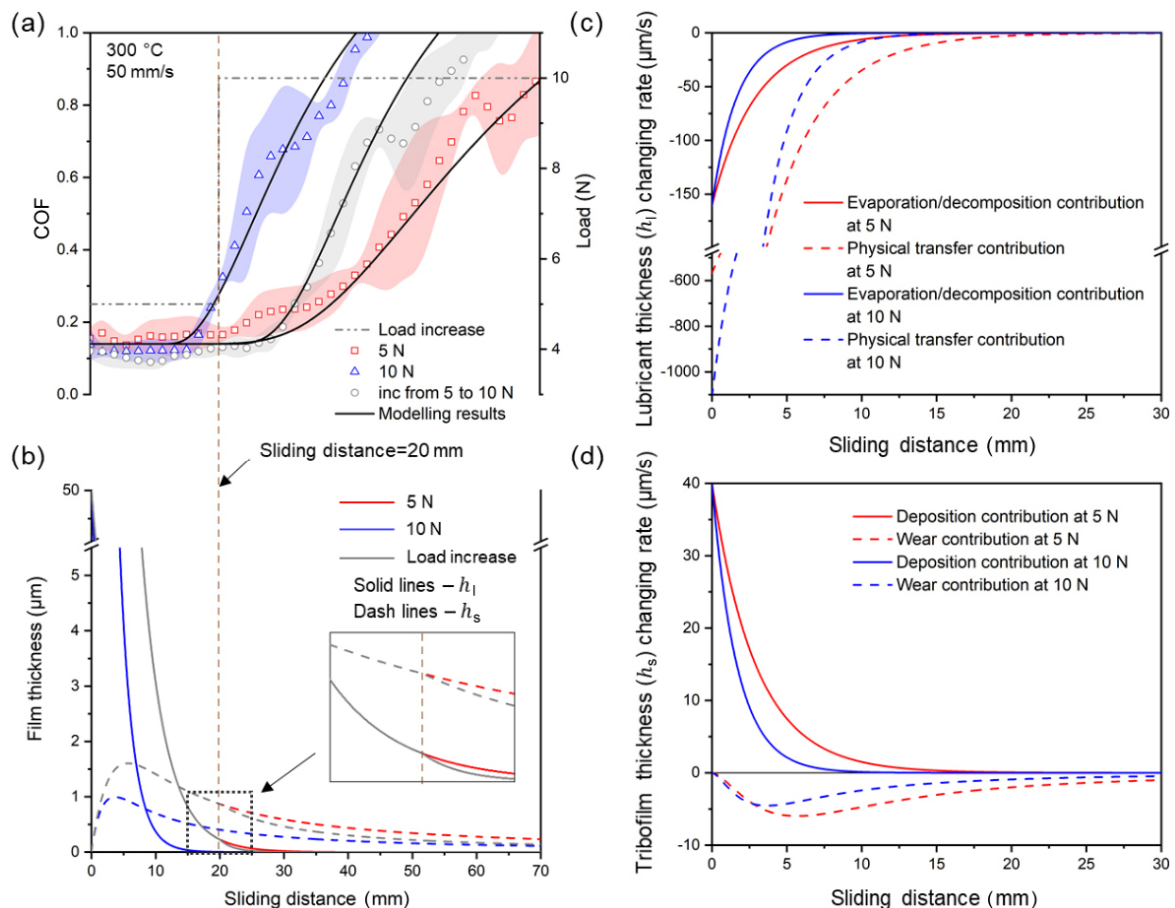 (a)
300 °C
50 mm/s
1.0
0.8
0.6
0.4
0.2
0.0
COF
10
8
6
4
Load (N)
Load increase
5 N
10 N
inc from 5 to 10 N
Modelling results
(b)
Sliding distance=20 mm
50
5
4
3
2
1
0
Film thickness (μm)
5 N
10 N
Load increase
Solid lines – hl
Dash lines – hs
0 10 20 30 40 50 60 70
Sliding distance (mm)
(c)
0
-50
-100
-150
-600
-700
-800
-900
-1000
-1100
Lubricant thickness (hl) changing rate (μm/s)
Evaporation/decomposition contribution
at 5 N
Physical transfer contribution
at 5 N
Evaporation/decomposition contribution
at 10 N
Physical transfer contribution
at 10 N
0 5 10 15 20 25 30
Sliding distance (mm)
(d)
40
30
20
10
0
-10
Tribofilm thickness (hs) changing rate (μm/s)
Deposition contribution at 5 N
Wear contribution at 5 N
Deposition contribution at 10 N
Wear contribution at 10 N
0 5 10 15 20 25 30
Sliding distance (mm)